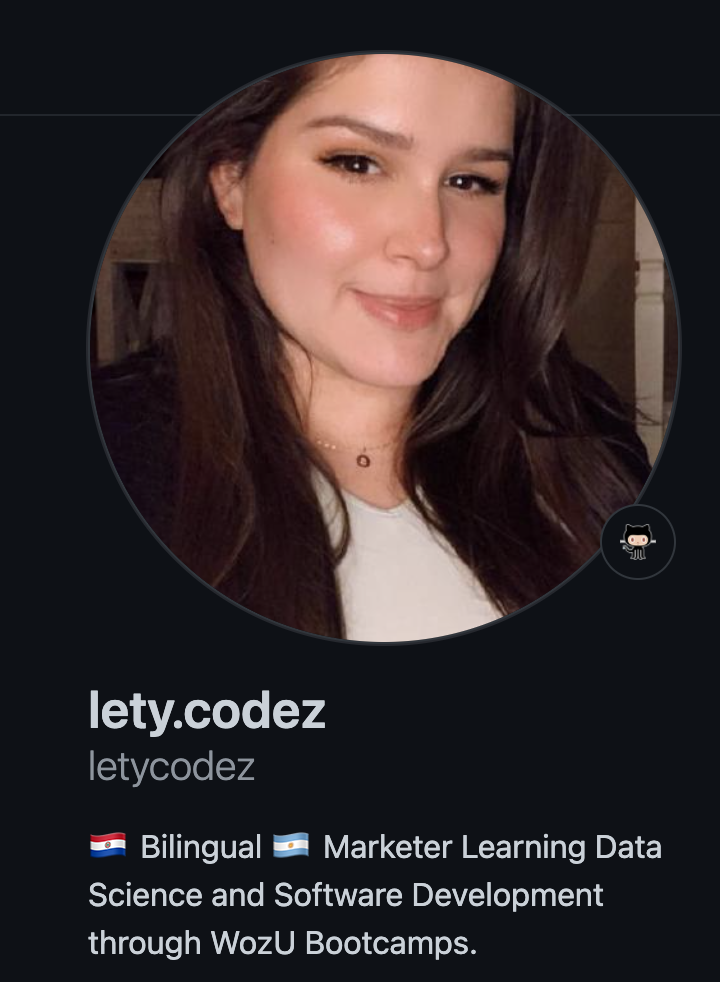 lety.codez
letycodez
🇵🇾 Bilingual 🇦🇷 Marketer Learning Data
Science and Software Development
through WozU Bootcamps.